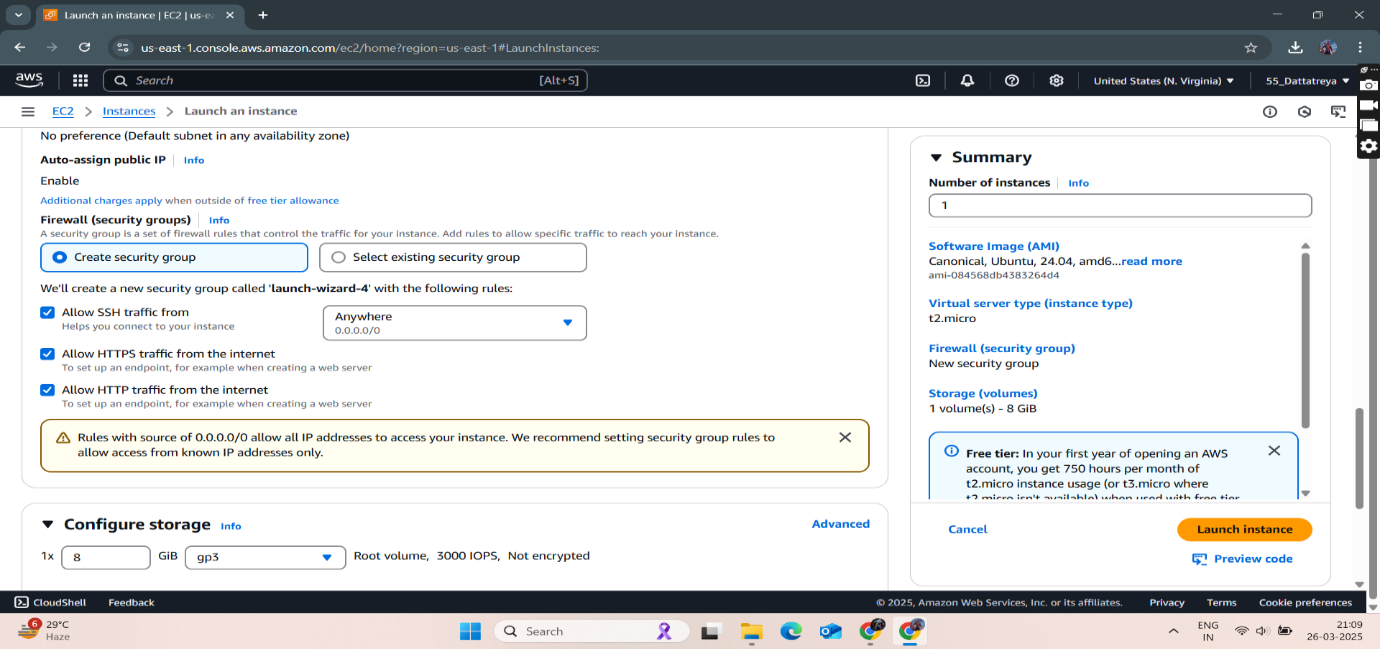 Launch an instance | EC2 | us-ea
us-east-1.console.aws.amazon.com/ec2/home?region=us-east-1#LaunchInstances:
aws
Search
[Alt+S]
United States (N. Virginia)
55_Dattatreya
EC2
Instances
Launch an instance
No preference (Default subnet in any availability zone)
Auto-assign public IP
Info
Enable
Additional charges apply when outside of free tier allowance
Firewall (security groups)
Info
A security group is a set of firewall rules that control the traffic for your instance. Add rules to allow specific traffic to reach your instance.
Create security group
Select existing security group
We'll create a new security group called 'launch-wizard-4' with the following rules:
Allow SSH traffic from
Helps you connect to your instance
Anywhere
0.0.0.0/0
Allow HTTPS traffic from the internet
To set up an endpoint, for example when creating a web server
Allow HTTP traffic from the internet
To set up an endpoint, for example when creating a web server
Rules with source of 0.0.0.0/0 allow all IP addresses to access your instance. We recommend setting security group rules to
allow access from known IP addresses only.
Configure storage
Info
Advanced
1x
8
GiB
gp3
Root volume, 3000 IOPS, Not encrypted
Summary
Number of instances
Info
1
Software Image (AMI)
Canonical, Ubuntu, 24.04, amd6...read more
ami-084568db4383264d4
Virtual server type (instance type)
t2.micro
Firewall (security group)
New security group
Storage (volumes)
1 volume(s) - 8 GiB
Free tier: In your first year of opening an AWS
account, you get 750 hours per month of
t2.micro instance usage (or t3.micro where
t2.micro isn't available) when used with free tier
Cancel
Launch instance
Preview code
CloudShell
Feedback
© 2025, Amazon Web Services, Inc. or its affiliates.
Privacy
Terms
Cookie preferences
6
29°C
Haze
Search
ENG
IN
21:09
26-03-2025